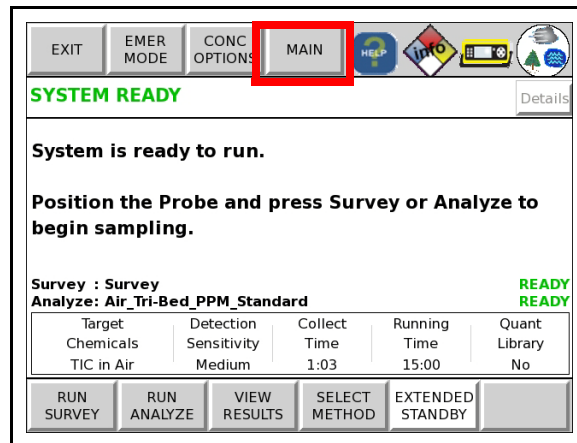 EXIT
EMER
MODE
CONC
OPTIONS
MAIN
HELP
info
SYSTEM READY
Details
System is ready to run.
Position the Probe and press Survey or Analyze to
begin sampling.
Survey : Survey READY
Analyze: Air_Tri-Bed_PPM_Standard READY
Target Detection Collect Running Quant
Chemicals Sensitivity Time Time Library
TIC in Air Medium 1:03 15:00 No
RUN
SURVEY
RUN
ANALYZE
VIEW
RESULTS
SELECT
METHOD
EXTENDED
STANDBY